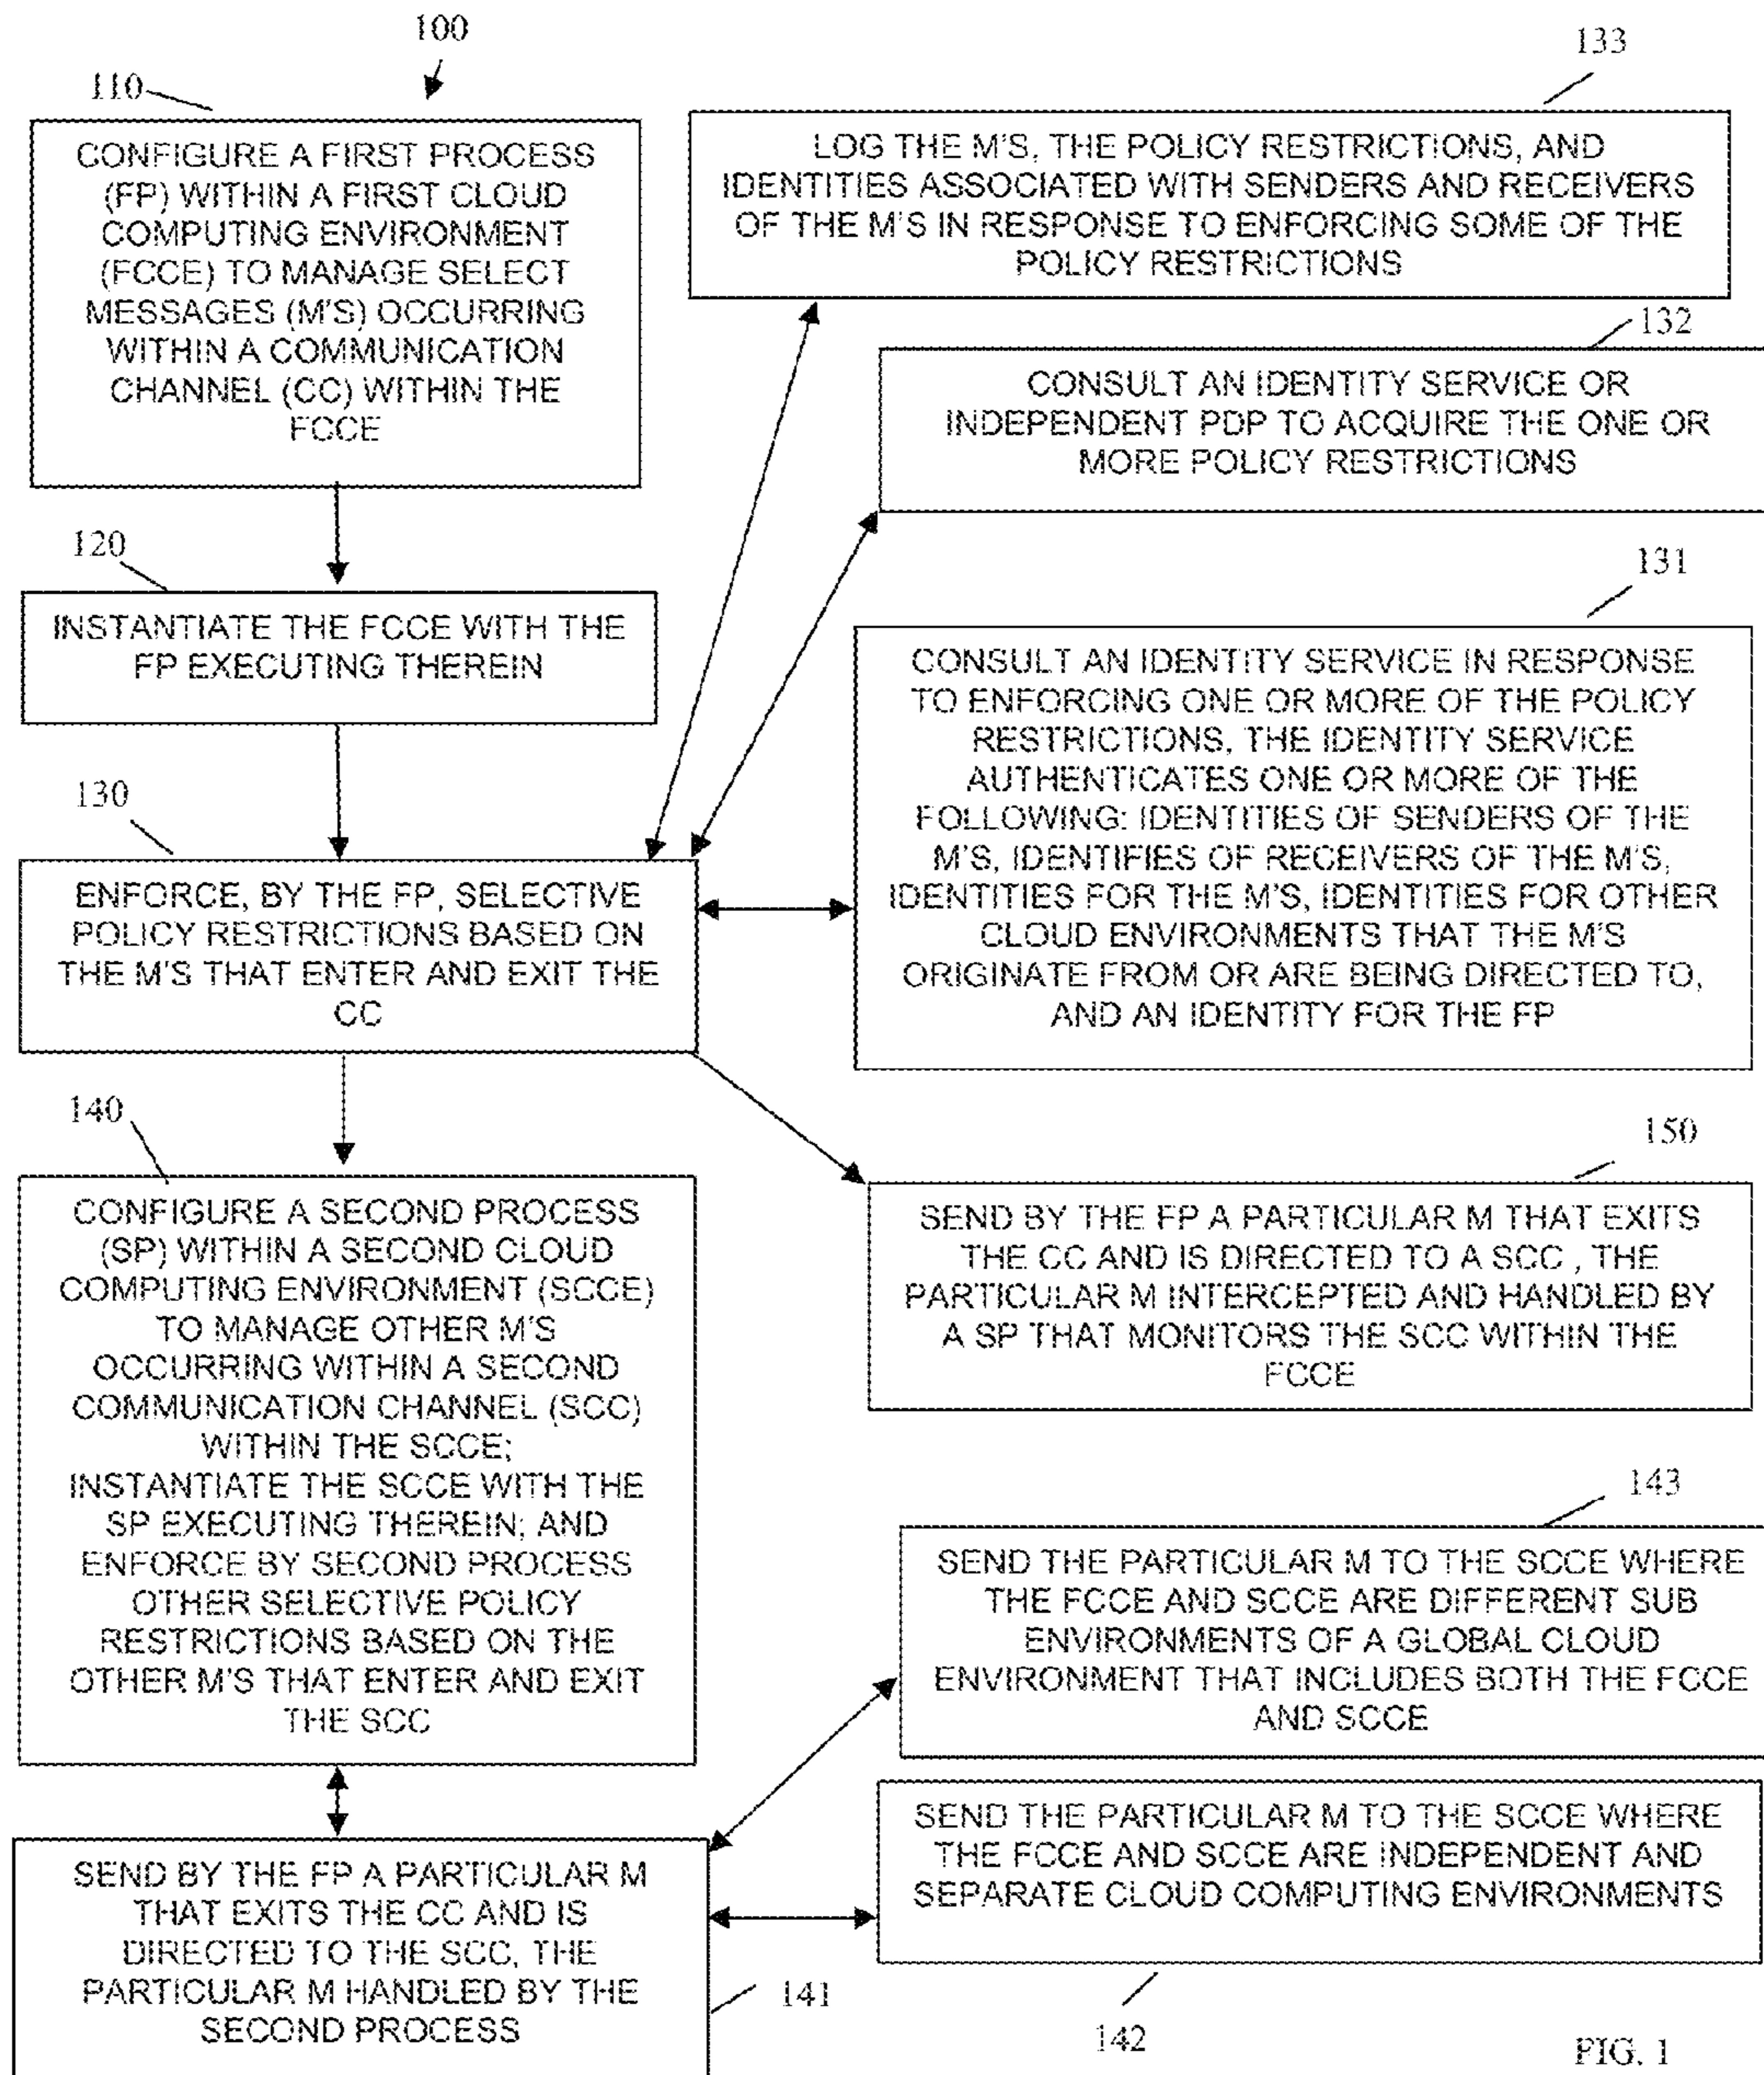 100
110
CONFIGURE A FIRST PROCESS
(FP) WITHIN A FIRST CLOUD
COMPUTING ENVIRONMENT
(FCCE) TO MANAGE SELECT
MESSAGES (M'S) OCCURRING
WITHIN A COMMUNICATION
CHANNEL (CC) WITHIN THE
FCCE
133
LOG THE M'S, THE POLICY RESTRICTIONS, AND
IDENTITIES ASSOCIATED WITH SENDERS AND RECEIVERS
OF THE M'S IN RESPONSE TO ENFORCING SOME OF THE
POLICY RESTRICTIONS
132
CONSULT AN IDENTITY SERVICE OR
INDEPENDENT PDP TO ACQUIRE THE ONE OR
MORE POLICY RESTRICTIONS
120
INSTANTIATE THE FCCE WITH THE
FP EXECUTING THEREIN
131
CONSULT AN IDENTITY SERVICE IN RESPONSE
TO ENFORCING ONE OR MORE OF THE POLICY
RESTRICTIONS, THE IDENTITY SERVICE
AUTHENTICATES ONE OR MORE OF THE
FOLLOWING: IDENTITIES OF SENDERS OF THE
M'S, IDENTIFIES OF RECEIVERS OF THE M'S,
IDENTITIES FOR THE M'S, IDENTITIES FOR OTHER
CLOUD ENVIRONMENTS THAT THE M'S
ORIGINATE FROM OR ARE BEING DIRECTED TO,
AND AN IDENTITY FOR THE FP
130
ENFORCE, BY THE FP, SELECTIVE
POLICY RESTRICTIONS BASED ON
THE M'S THAT ENTER AND EXIT THE
CC
140
CONFIGURE A SECOND PROCESS
(SP) WITHIN A SECOND CLOUD
COMPUTING ENVIRONMENT (SCCE)
TO MANAGE OTHER M'S
OCCURRING WITHIN A SECOND
COMMUNICATION CHANNEL (SCC)
WITHIN THE SCCE;
INSTANTIATE THE SCCE WITH THE
SP EXECUTING THEREIN; AND
ENFORCE BY SECOND PROCESS
OTHER SELECTIVE POLICY
RESTRICTIONS BASED ON THE
OTHER M'S THAT ENTER AND EXIT
THE SCC
150
SEND BY THE FP A PARTICULAR M THAT EXITS
THE CC AND IS DIRECTED TO A SCC , THE
PARTICULAR M INTERCEPTED AND HANDLED BY
A SP THAT MONITORS THE SCC WITHIN THE
FCCE
143
SEND THE PARTICULAR M TO THE SCCE WHERE
THE FCCE AND SCCE ARE DIFFERENT SUB
ENVIRONMENTS OF A GLOBAL CLOUD
ENVIRONMENT THAT INCLUDES BOTH THE FCCE
AND SCCE
SEND THE PARTICULAR M TO THE SCCE WHERE
THE FCCE AND SCCE ARE INDEPENDENT AND
SEPARATE CLOUD COMPUTING ENVIRONMENTS
142
SEND BY THE FP A PARTICULAR M
THAT EXITS THE CC AND IS
DIRECTED TO THE SCC, THE
PARTICULAR M HANDLED BY THE
SECOND PROCESS
141
FIG. 1